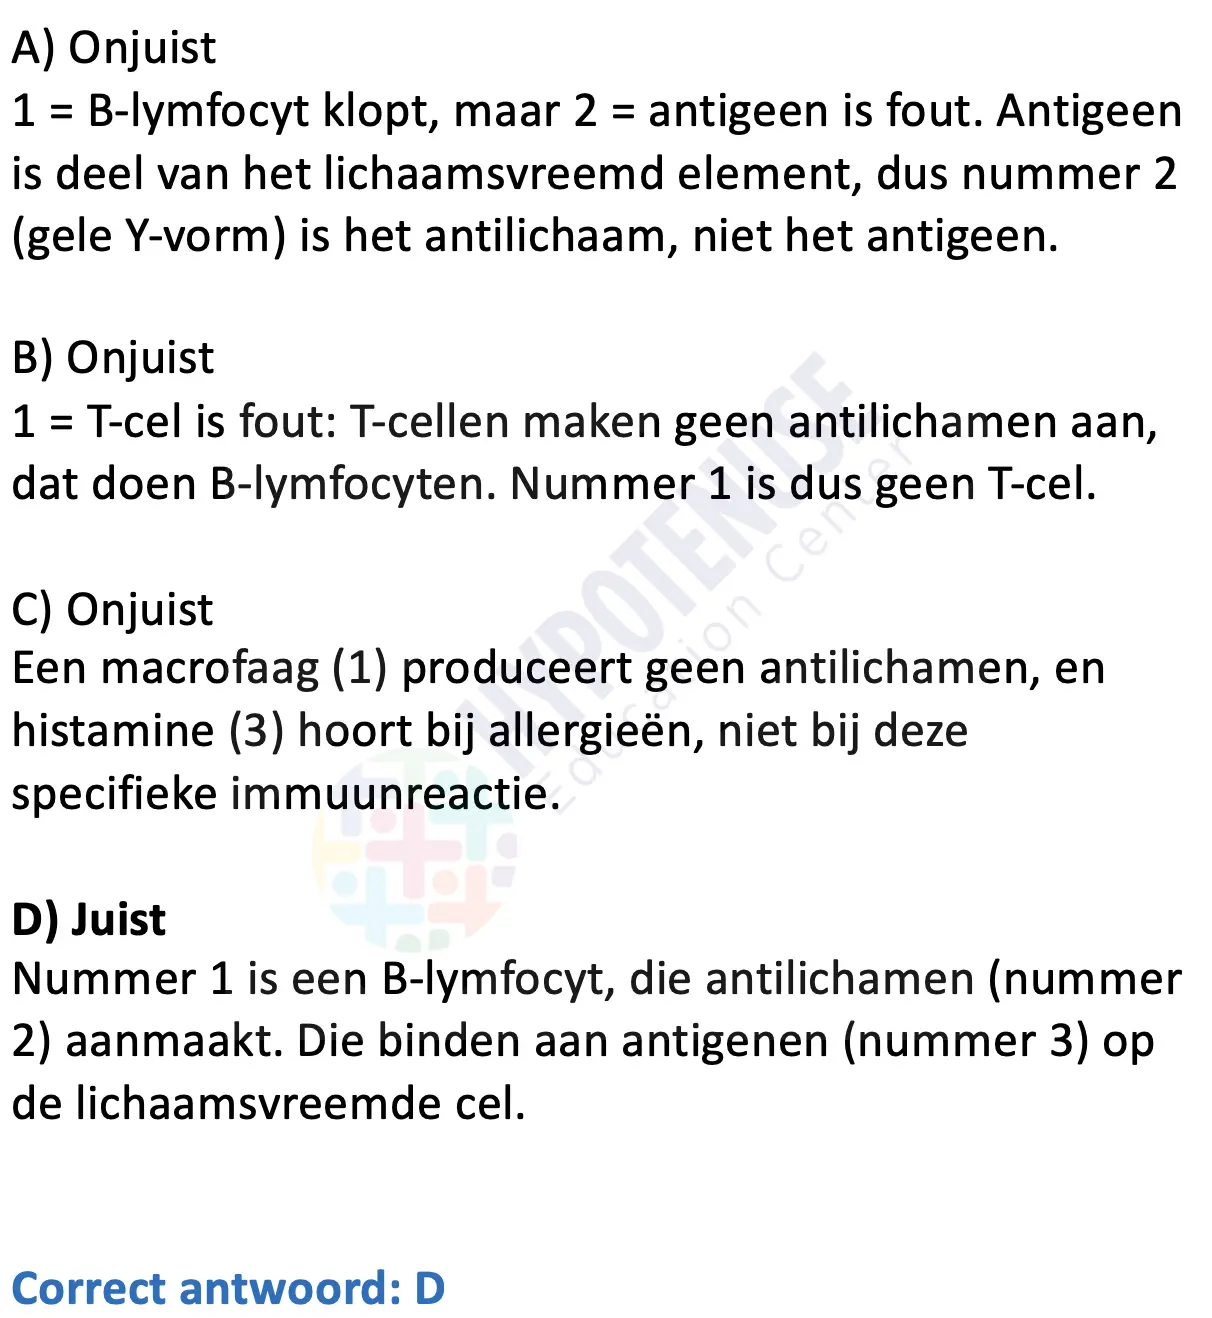 A) Onjuist
1 = B-lymfocyt klopt, maar 2 = antigeen is fout. Antigeen
is deel van het lichaamsvreemd element, dus nummer 2
(gele Y-vorm) is het antilichaam, niet het antigeen.
B) Onjuist
1 = T-cel is fout: T-cellen maken geen antilichamen aan,
dat doen B-lymfocyten. Nummer 1 is dus geen T-cel.
C) Onjuist
Een macrofaag (1) produceert geen antilichamen, en
histamine (3) hoort bij allergieën, niet bij deze
specifieke immuunreactie.
D) Juist
Nummer 1 is een B-lymfocyt, die antilichamen (nummer
2) aanmaakt. Die binden aan antigenen (nummer 3) op
de lichaamsvreemde cel.
Correct antwoord: D
HYPOTENUSE
Education Center